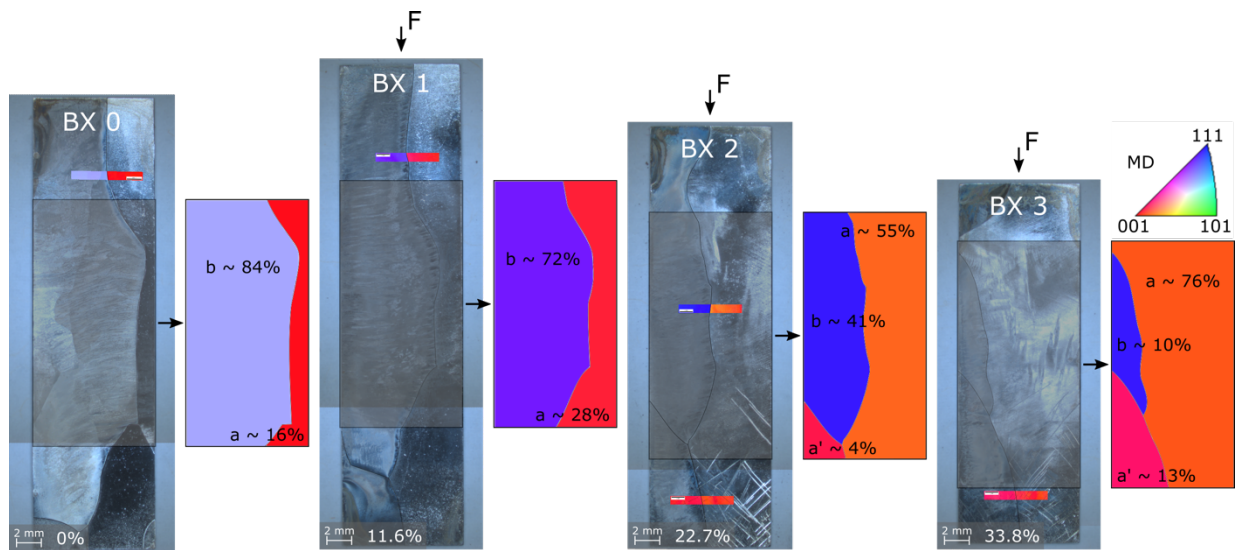 BX 0
b ~ 84%
a ~ 16%
2 mm
0%
F
BX 1
b ~ 72%
a ~ 28%
2 mm
11.6%
F
BX 2
a ~ 55%
b ~ 41%
a' ~ 4%
2 mm
22.7%
F
BX 3
111
MD
001
101
a ~ 76%
b ~ 10%
a' ~ 13%
2 mm
33.8%